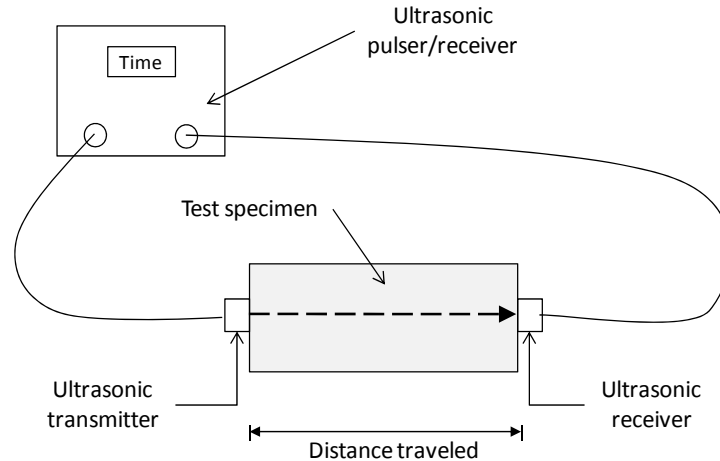 Ultrasonic
pulser/receiver
Time
Test specimen
Ultrasonic
transmitter
Ultrasonic
receiver
Distance traveled